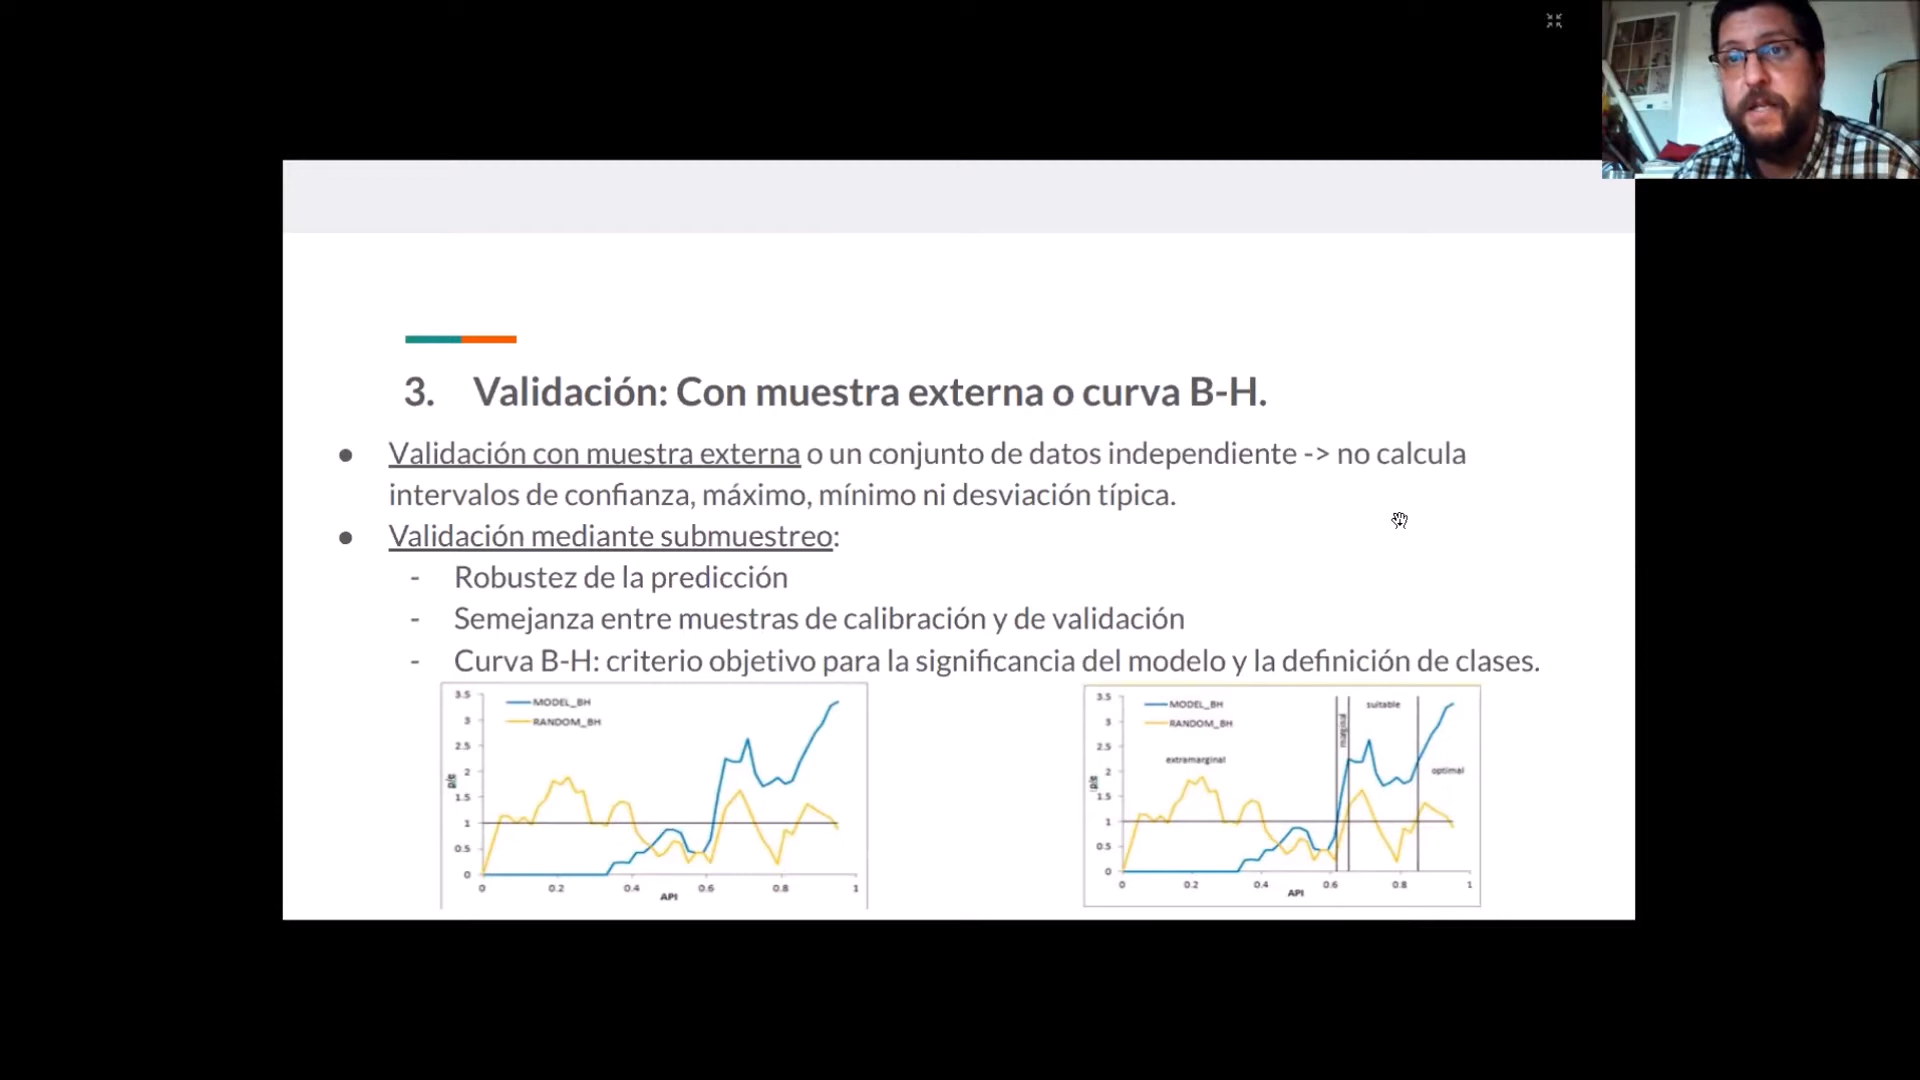 3. Validación: Con muestra externa o curva B-H.
● Validación con muestra externa o un conjunto de datos independiente -> no calcula
intervalos de confianza, máximo, mínimo ni desviación típica.
● Validación mediante submuestreo:
- Robustez de la predicción
- Semejanza entre muestras de calibración y de validación
- Curva B-H: criterio objetivo para la significancia del modelo y la definición de clases.
MODEL_BH
RANDOM_BH
3.5
3
2.5
2
1.5
1
0.5
0
p/e
0 0.2 0.4 0.6 0.8 1
API
MODEL_BH
RANDOM_BH
extramarginal
marginal
suitable
optimal
3.5
3
2.5
2
1.5
1
0.5
0
p/e
0 0.2 0.4 0.6 0.8 1
API